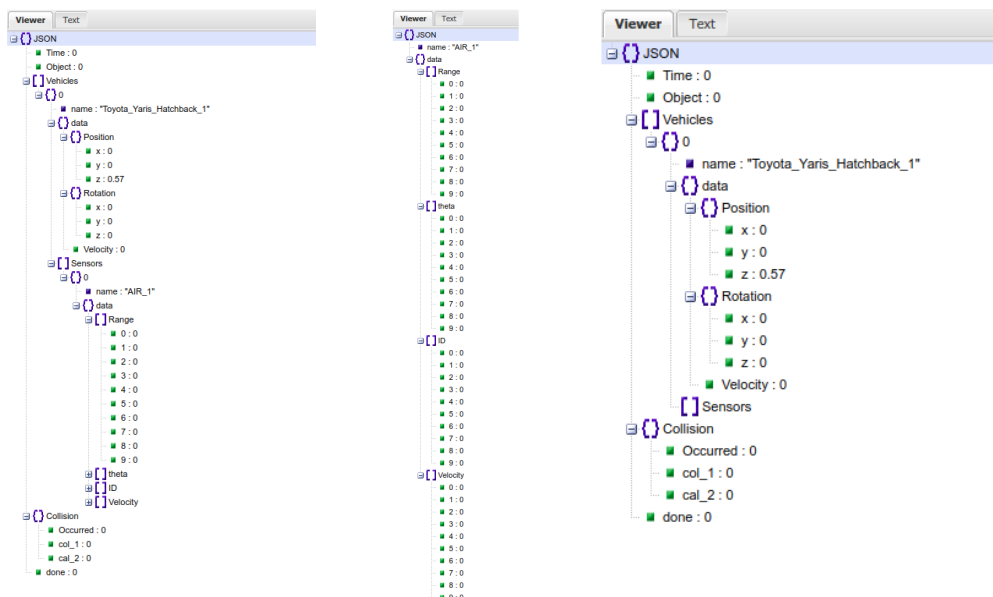 Viewer Text
JSON
Time : 0
Object : 0
Vehicles
0
name : "Toyota_Yaris_Hatchback_1"
data
Position
x : 0
y : 0
z : 0.57
Rotation
x : 0
y : 0
z : 0
Velocity : 0
Sensors
0
name : "AIR_1"
data
Range
0 : 0
1 : 0
2 : 0
3 : 0
4 : 0
5 : 0
6 : 0
7 : 0
8 : 0
9 : 0
theta
ID
Velocity
Collision
Occurred : 0
col_1 : 0
cal_2 : 0
done : 0
Viewer Text
JSON
name : "AIR_1"
data
Range
0 : 0
1 : 0
2 : 0
3 : 0
4 : 0
5 : 0
6 : 0
7 : 0
8 : 0
9 : 0
theta
0 : 0
1 : 0
2 : 0
3 : 0
4 : 0
5 : 0
6 : 0
7 : 0
8 : 0
9 : 0
ID
0 : 0
1 : 0
2 : 0
3 : 0
4 : 0
5 : 0
6 : 0
7 : 0
8 : 0
9 : 0
Velocity
0 : 0
1 : 0
2 : 0
3 : 0
4 : 0
5 : 0
6 : 0
7 : 0
8 : 0
Viewer Text
JSON
Time : 0
Object : 0
Vehicles
0
name : "Toyota_Yaris_Hatchback_1"
data
Position
x : 0
y : 0
z : 0.57
Rotation
x : 0
y : 0
z : 0
Velocity : 0
Sensors
Collision
Occurred : 0
col_1 : 0
cal_2 : 0
done : 0